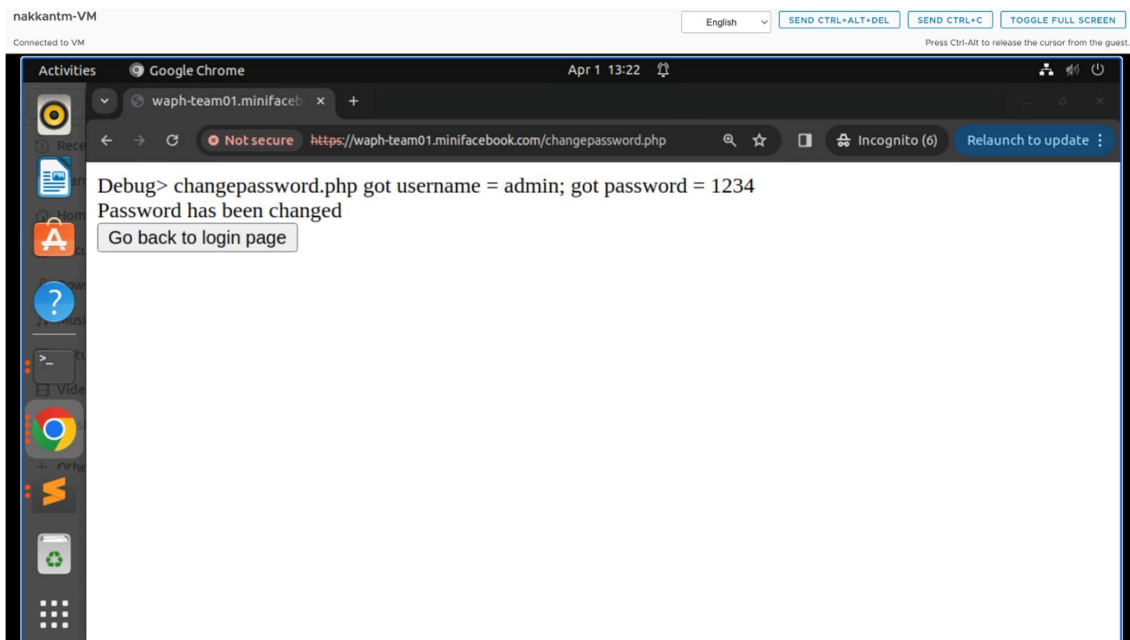 nakkantm-VM
English
SEND CTRL+ALT+DEL
SEND CTRL+C
TOGGLE FULL SCREEN
Connected to VM
Press Ctrl-Alt to release the cursor from the guest.
Activities
Google Chrome
Apr 1 13:22
waph-team01.minifaceb
Not secure
https://waph-team01.minifacebook.com/changepassword.php
Incognito (6)
Relaunch to update
Debug> changepassword.php got username = admin; got password = 1234
Password has been changed
Go back to login page